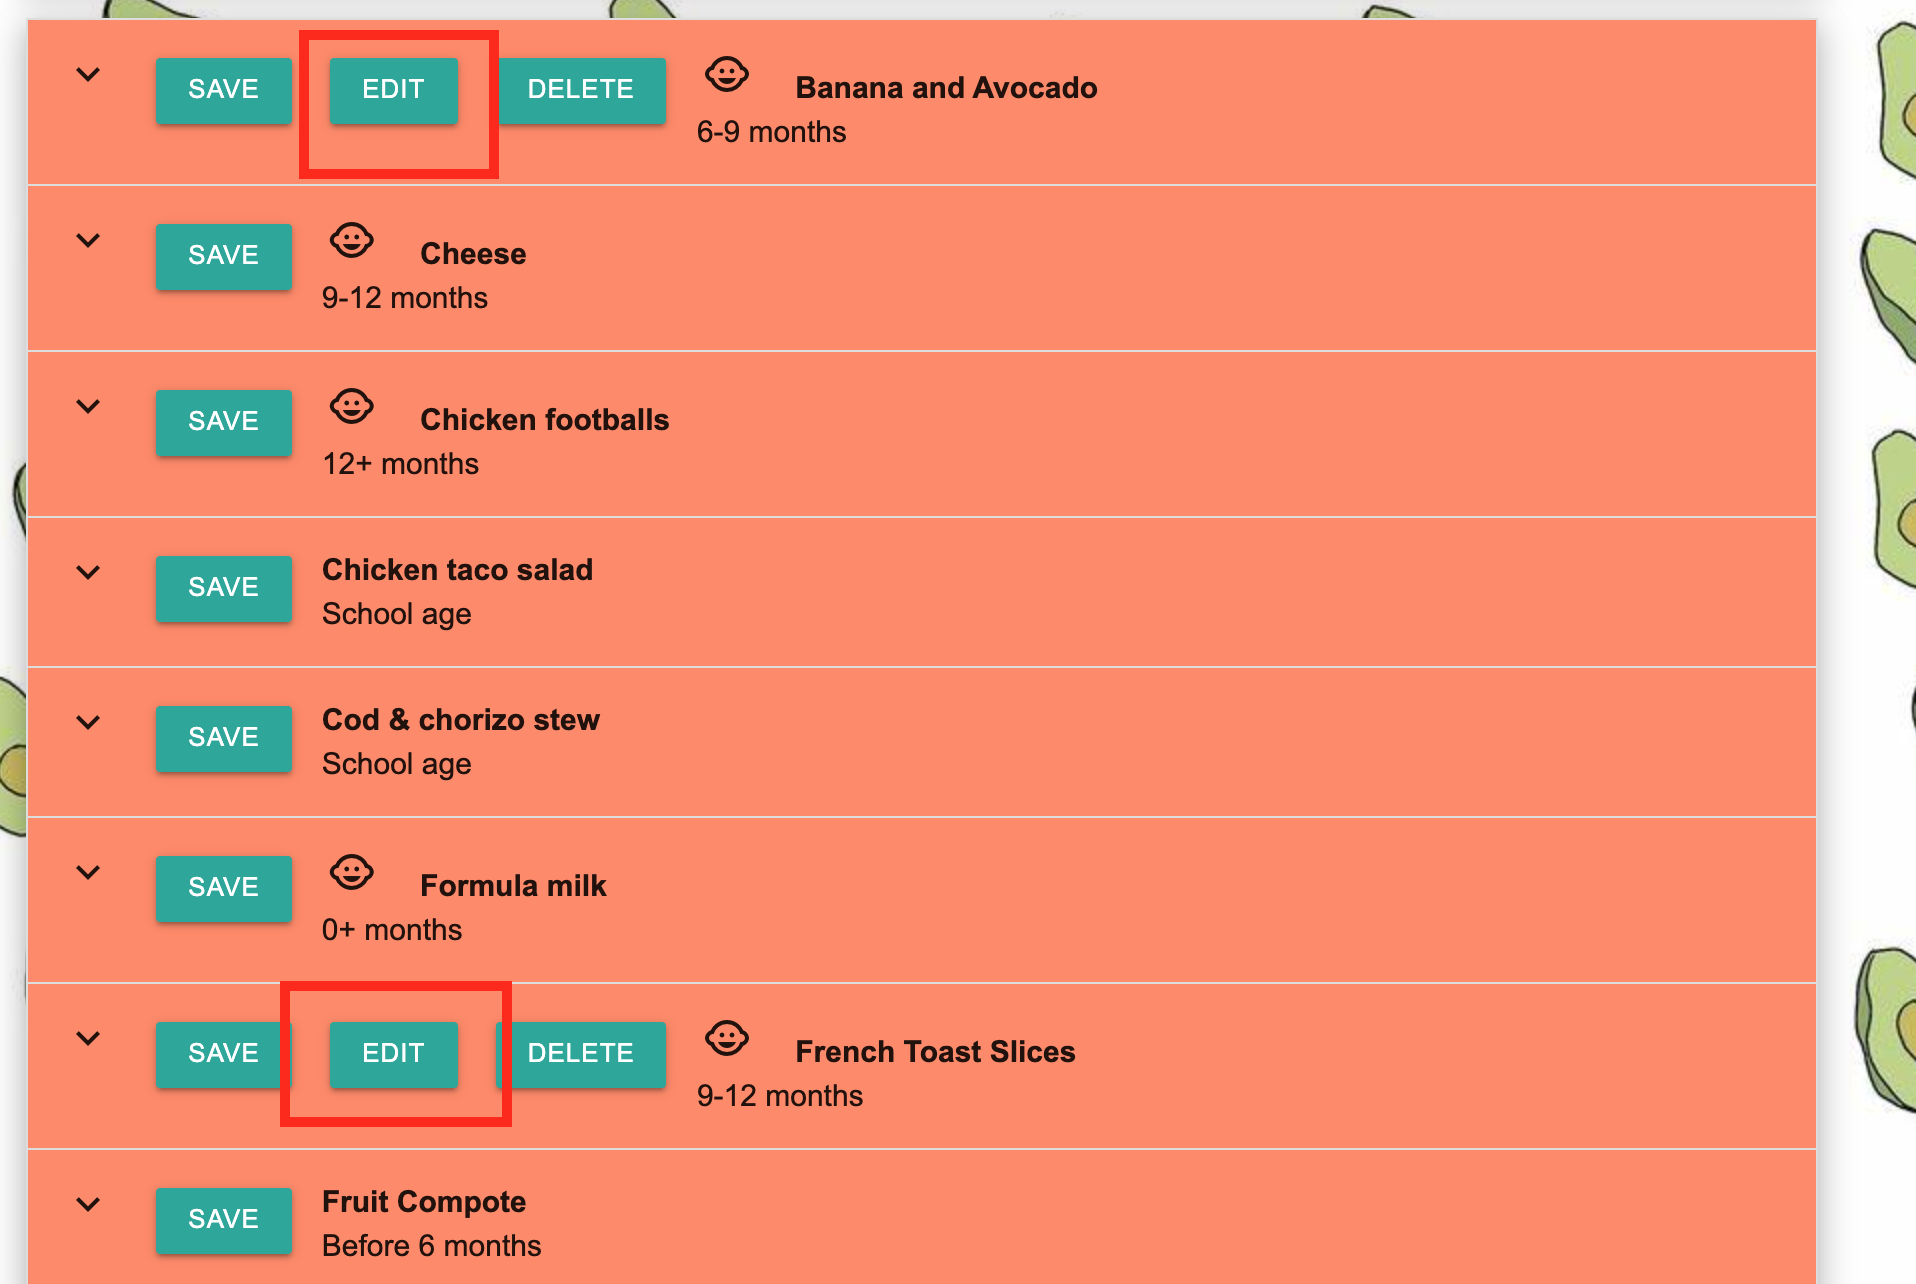 SAVE EDIT DELETE Banana and Avocado
6-9 months
SAVE Cheese
9-12 months
SAVE Chicken footballs
12+ months
SAVE Chicken taco salad
School age
SAVE Cod & chorizo stew
School age
SAVE Formula milk
0+ months
SAVE EDIT DELETE French Toast Slices
9-12 months
SAVE Fruit Compote
Before 6 months